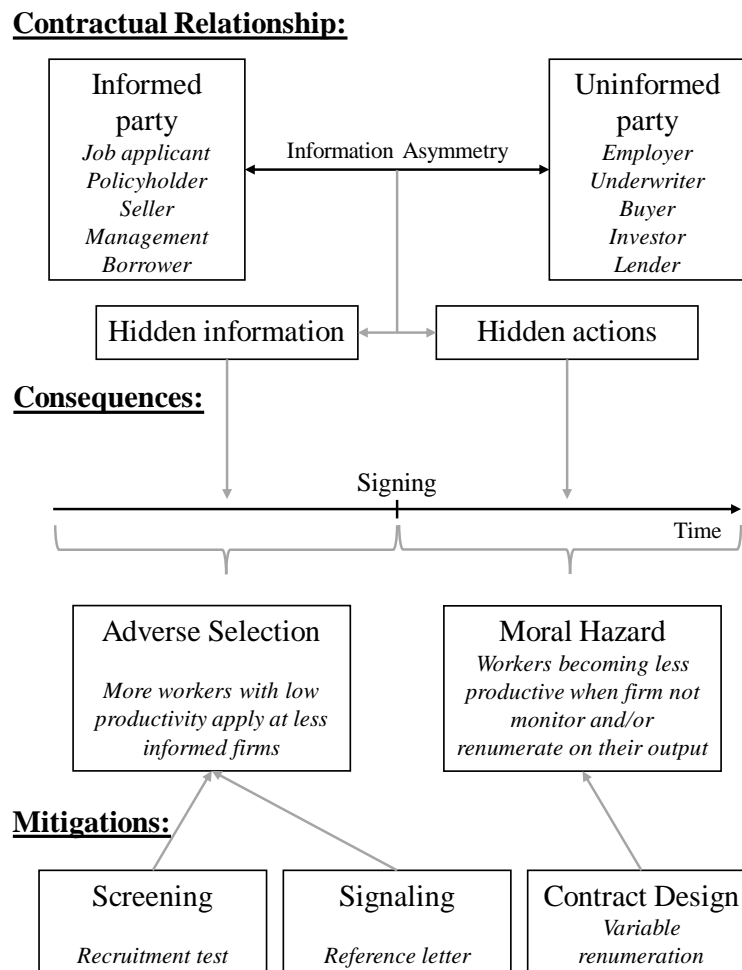 Contractual Relationship:
Informed
party
Job applicant
Policyholder
Seller
Management
Borrower
Information Asymmetry
Uninformed
party
Employer
Underwriter
Buyer
Investor
Lender
Hidden information
Hidden actions
Consequences:
Signing
Time
Adverse Selection
More workers with low
productivity apply at less
informed firms
Moral Hazard
Workers becoming less
productive when firm not
monitor and/or
renumerate on their output
Mitigations:
Screening
Recruitment test
Signaling
Reference letter
Contract Design
Variable
renumeration